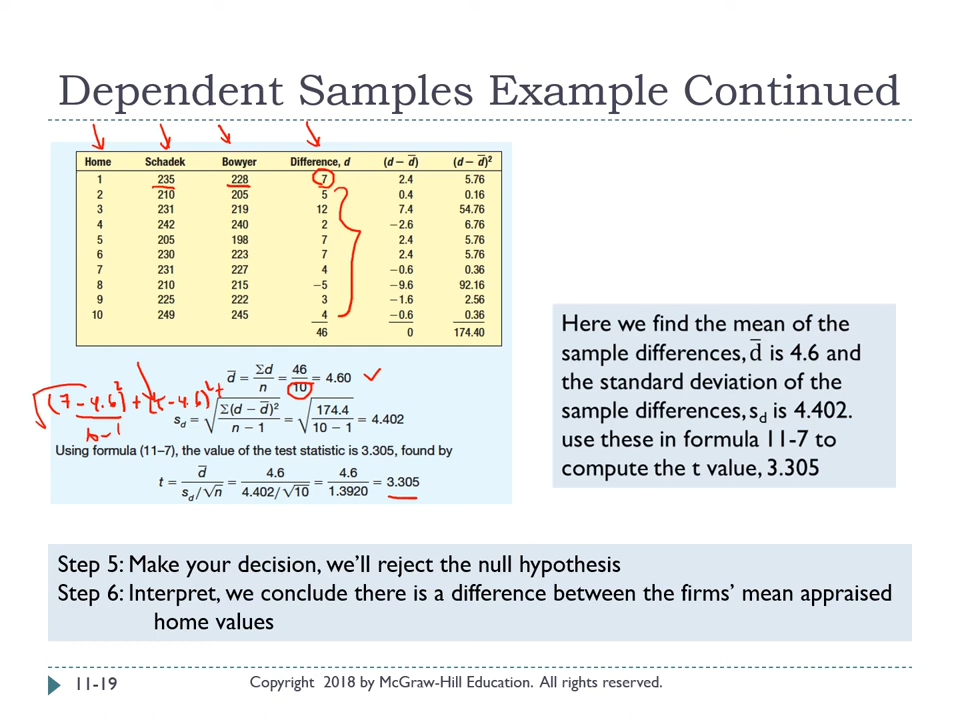 Dependent Samples Example Continued
Home Schadek Bowyer Difference, d (d − d̄) (d − d̄)²
1 235 228 7 2.4 5.76
2 210 205 5 0.4 0.16
3 231 219 12 7.4 54.76
4 242 240 2 −2.6 6.76
5 205 198 7 2.4 5.76
6 230 223 7 2.4 5.76
7 231 227 4 −0.6 0.36
8 210 215 −5 −9.6 92.16
9 225 222 3 −1.6 2.56
10 249 245 4 −0.6 0.36
46 0 174.40
d̄ = Σd / n = 46 / 10 = 4.60
√ (7 − 4.6)² + (5 − 4.6)² +
10 − 1
s_d = √ Σ(d − d̄)² / n − 1 = √ 174.4 / 10 − 1 = 4.402
Using formula (11–7), the value of the test statistic is 3.305, found by
t = d̄ / s_d/√n = 4.6 / 4.402/√10 = 4.6 / 1.3920 = 3.305
Here we find the mean of the
sample differences, d̄ is 4.6 and
the standard deviation of the
sample differences, s_d is 4.402.
use these in formula 11-7 to
compute the t value, 3.305
Step 5: Make your decision, we’ll reject the null hypothesis
Step 6: Interpret, we conclude there is a difference between the firms’ mean appraised
home values
11-19 Copyright 2018 by McGraw-Hill Education. All rights reserved.